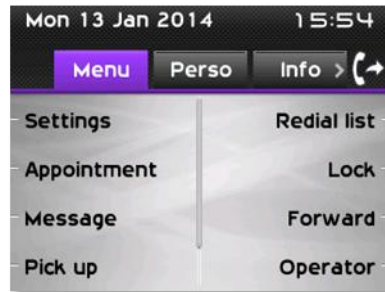 Mon 13 Jan 2014 15:54
Menu Perso Info >
Settings Redial list
Appointment Lock
Message Forward
Pick up Operator